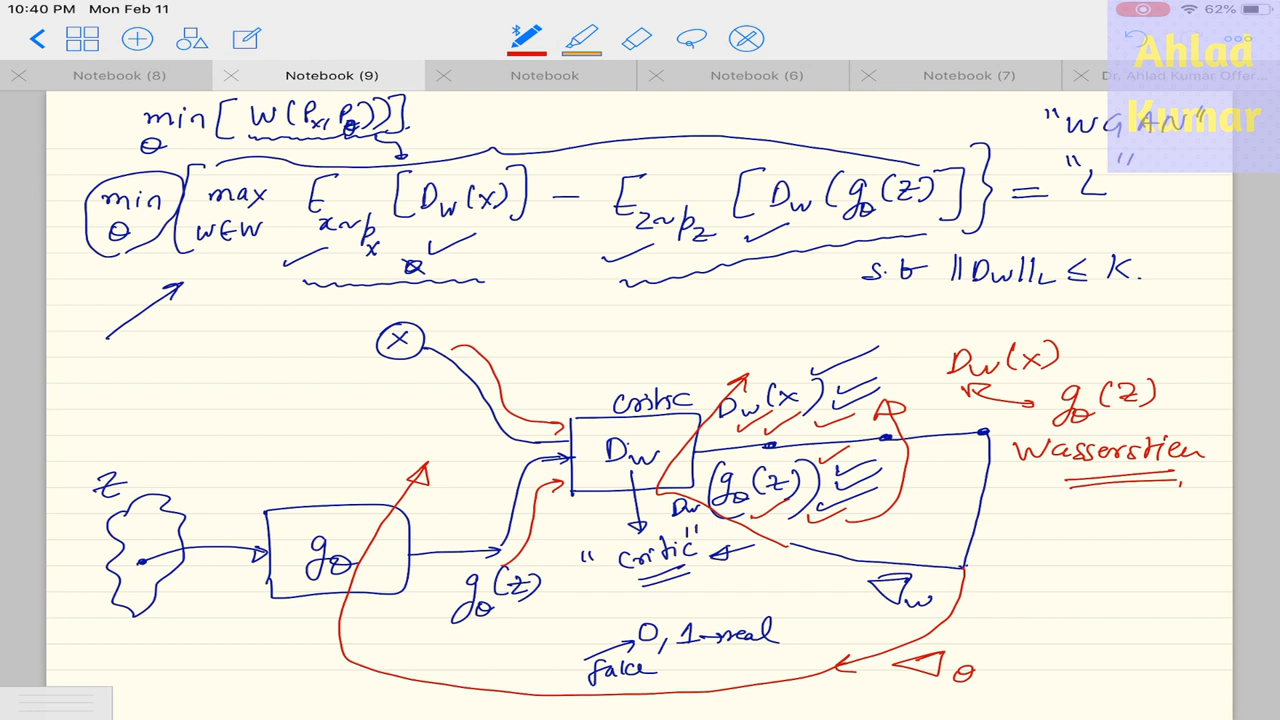 10:40 PM Mon Feb 11
62%
Ahlad
Kumar
Notebook (8)
Notebook (9)
Notebook
Notebook (6)
Notebook (7)
Dr. Ahlad Kumar Offer...
min [ W(Px, Pθ))].
θ
"WGAN"
" "
min [ max E [Dw(x)] − E [ Dw(gθ(z)] } = "L
θ w∈W x~px z~pz
s.t ||Dw||L ≤ K.
x
critic
Dw
Dw(x)
Dw(gθ(z))
Dw(x)
gθ(z)
Wasserstien
z
gθ
gθ(z)
"critic"
∇w
0, 1→real
fake
∇θ